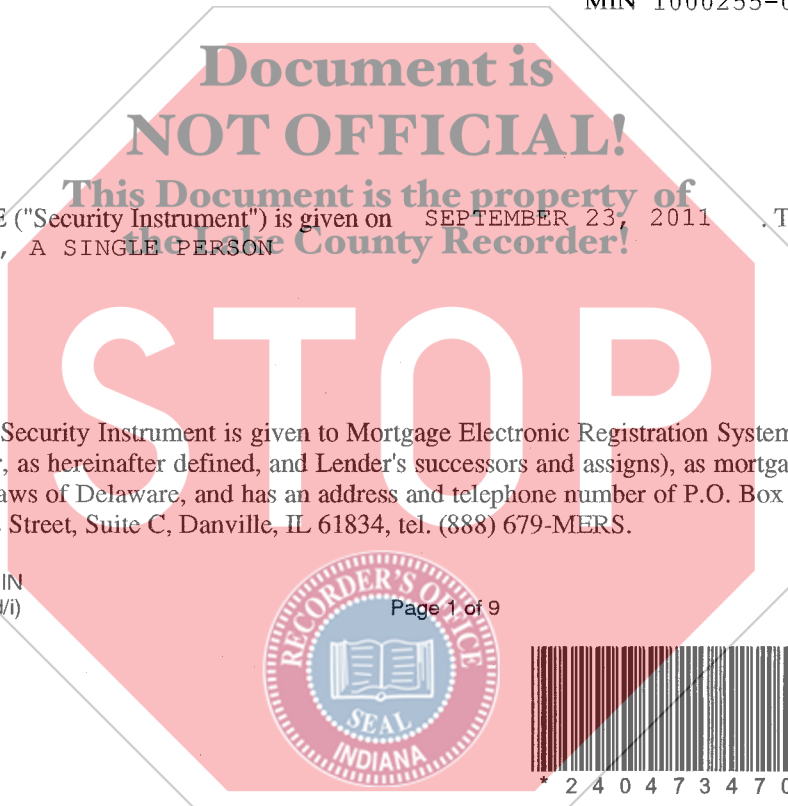 MIN 1000255-0
Document is
NOT OFFICIAL!
This Document is the property of
E ("Security Instrument") is given on SEPTEMBER 23, 2011 . T
the Lake County Recorder!
, A SINGLE PERSON
STOP
Security Instrument is given to Mortgage Electronic Registration System
, as hereinafter defined, and Lender's successors and assigns), as mortga
aws of Delaware, and has an address and telephone number of P.O. Box
Street, Suite C, Danville, IL 61834, tel. (888) 679-MERS.
IN
d/i)
Page 1 of 9
RECORDER'S OFFICE
SEAL
INDIANA
* 2 4 0 4 7 3 4 7 0